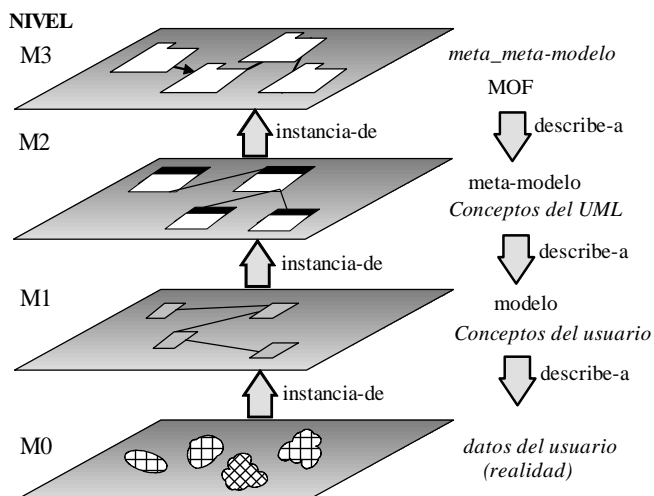 NIVEL
M3
meta_meta-modelo
MOF
instancia-de
describe-a
M2
meta-modelo
Conceptos del UML
instancia-de
describe-a
M1
modelo
Conceptos del usuario
instancia-de
describe-a
M0
datos del usuario
(realidad)